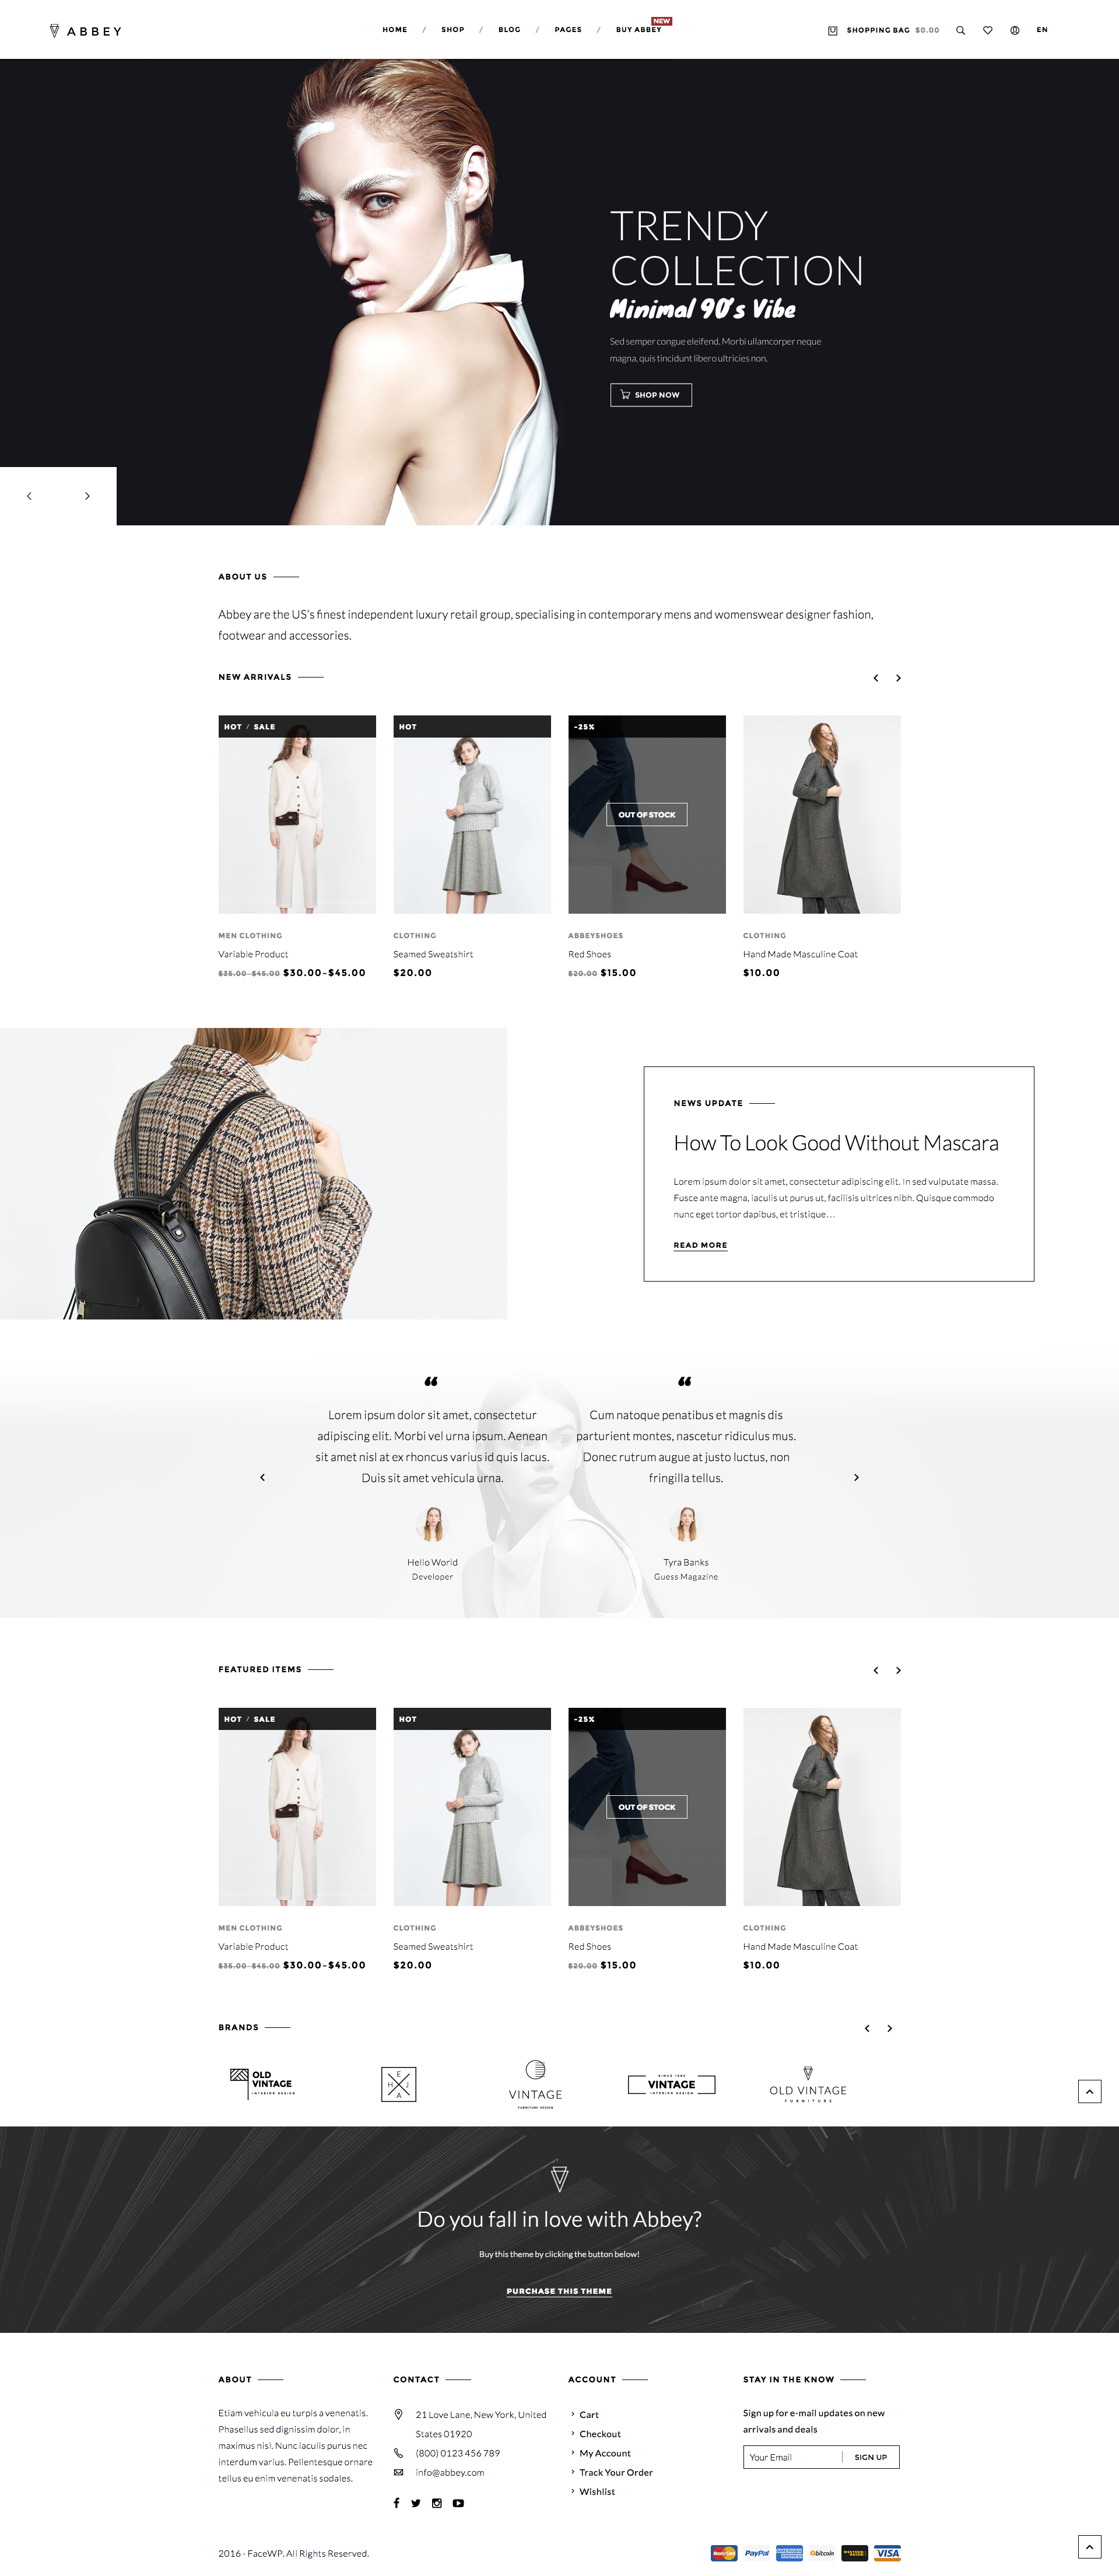 ABBEY
HOME / SHOP / BLOG / PAGES / BUY ABBEY NEW
SHOPPING BAG $0.00 EN
TRENDY
COLLECTION
Minimal 90's Vibe
Sed semper congue eleifend. Morbi ullamcorper neque
magna, quis tincidunt libero ultricies non.
SHOP NOW
ABOUT US
Abbey are the US's finest independent luxury retail group, specialising in contemporary mens and womenswear designer fashion,
footwear and accessories.
NEW ARRIVALS
HOT / SALE
HOT
-25%
OUT OF STOCK
MEN CLOTHING
Variable Product
$35.00–$45.00 $30.00–$45.00
CLOTHING
Seamed Sweatshirt
$20.00
ABBEYSHOES
Red Shoes
$20.00 $15.00
CLOTHING
Hand Made Masculine Coat
$10.00
NEWS UPDATE
How To Look Good Without Mascara
Lorem ipsum dolor sit amet, consectetur adipiscing elit. In sed vulputate massa.
Fusce ante magna, iaculis ut purus ut, facilisis ultrices nibh. Quisque commodo
nunc eget tortor dapibus, et tristique…
READ MORE
“
Lorem ipsum dolor sit amet, consectetur
adipiscing elit. Morbi vel urna ipsum. Aenean
sit amet nisl at ex rhoncus varius id quis lacus.
Duis sit amet vehicula urna.
Hello World
Developer
“
Cum natoque penatibus et magnis dis
parturient montes, nascetur ridiculus mus.
Donec rutrum augue at justo luctus, non
fringilla tellus.
Tyra Banks
Guess Magazine
FEATURED ITEMS
HOT / SALE
HOT
-25%
OUT OF STOCK
MEN CLOTHING
Variable Product
$35.00–$45.00 $30.00–$45.00
CLOTHING
Seamed Sweatshirt
$20.00
ABBEYSHOES
Red Shoes
$20.00 $15.00
CLOTHING
Hand Made Masculine Coat
$10.00
BRANDS
OLD
VINTAGE
INTERIOR DESIGN
E
H J
A
VINTAGE
FURNITURE DESIGN
SINCE 1985
VINTAGE
INTERIOR DESIGN
OLD VINTAGE
FURNITURE
Do you fall in love with Abbey?
Buy this theme by clicking the button below!
PURCHASE THIS THEME
ABOUT
Etiam vehicula eu turpis a venenatis.
Phasellus sed dignissim dolor, in
maximus nisl. Nunc iaculis purus nec
interdum varius. Pellentesque ornare
tellus eu enim venenatis sodales.
CONTACT
21 Love Lane, New York, United
States 01920
(800) 0123 456 789
info@abbey.com
ACCOUNT
Cart
Checkout
My Account
Track Your Order
Wishlist
STAY IN THE KNOW
Sign up for e-mail updates on new
arrivals and deals
Your Email
SIGN UP
2016 - FaceWP. All Rights Reserved.
MasterCard PayPal AMERICAN EXPRESS bitcoin WESTERN UNION VISA